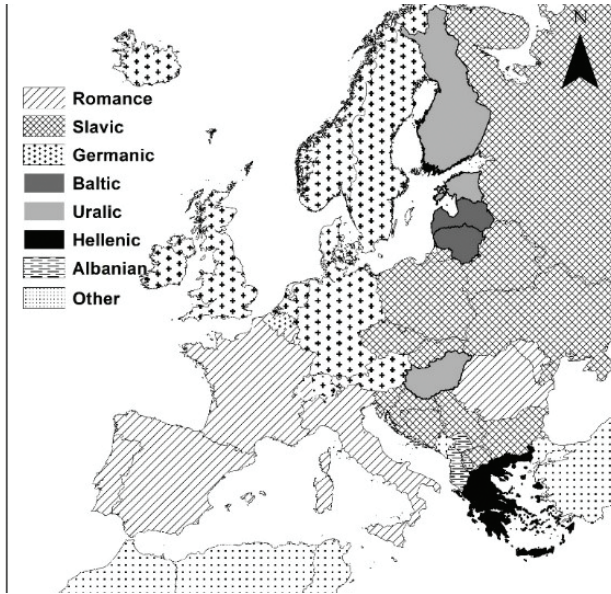 N
Romance
Slavic
Germanic
Baltic
Uralic
Hellenic
Albanian
Other